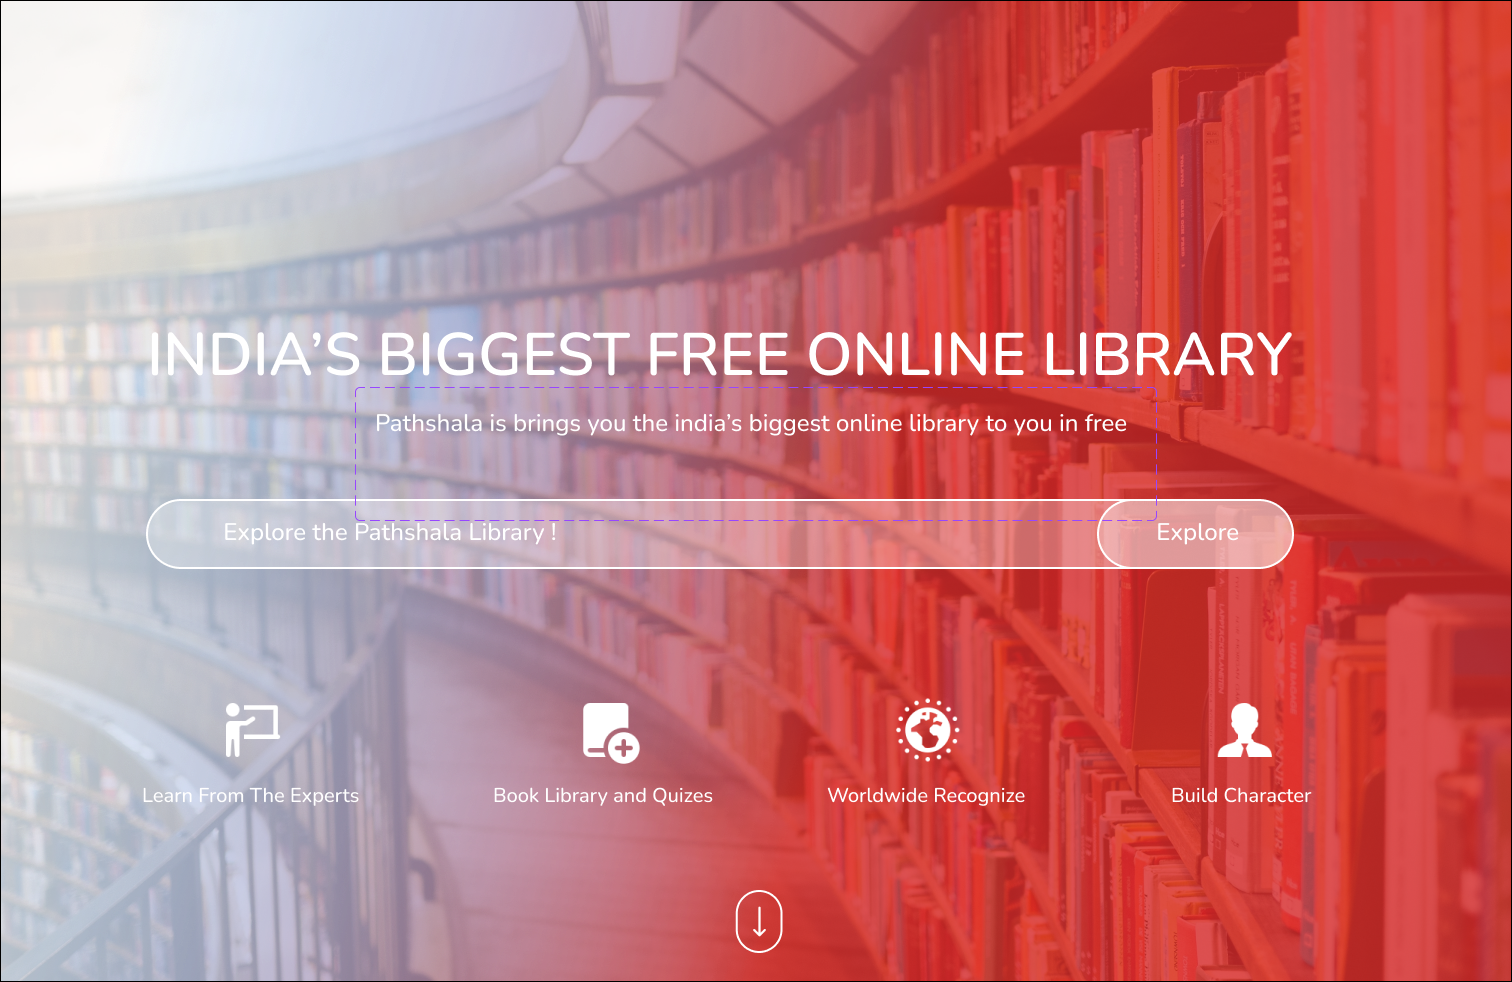 INDIA’S BIGGEST FREE ONLINE LIBRARY
Pathshala is brings you the india’s biggest online library to you in free
Explore the Pathshala Library !
Explore
Learn From The Experts
Book Library and Quizes
Worldwide Recognize
Build Character